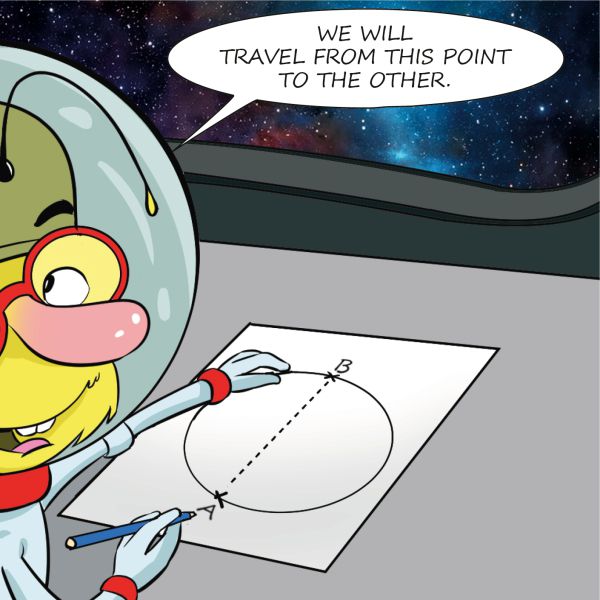 WE WILL
TRAVEL FROM THIS POINT
TO THE OTHER.
B
A